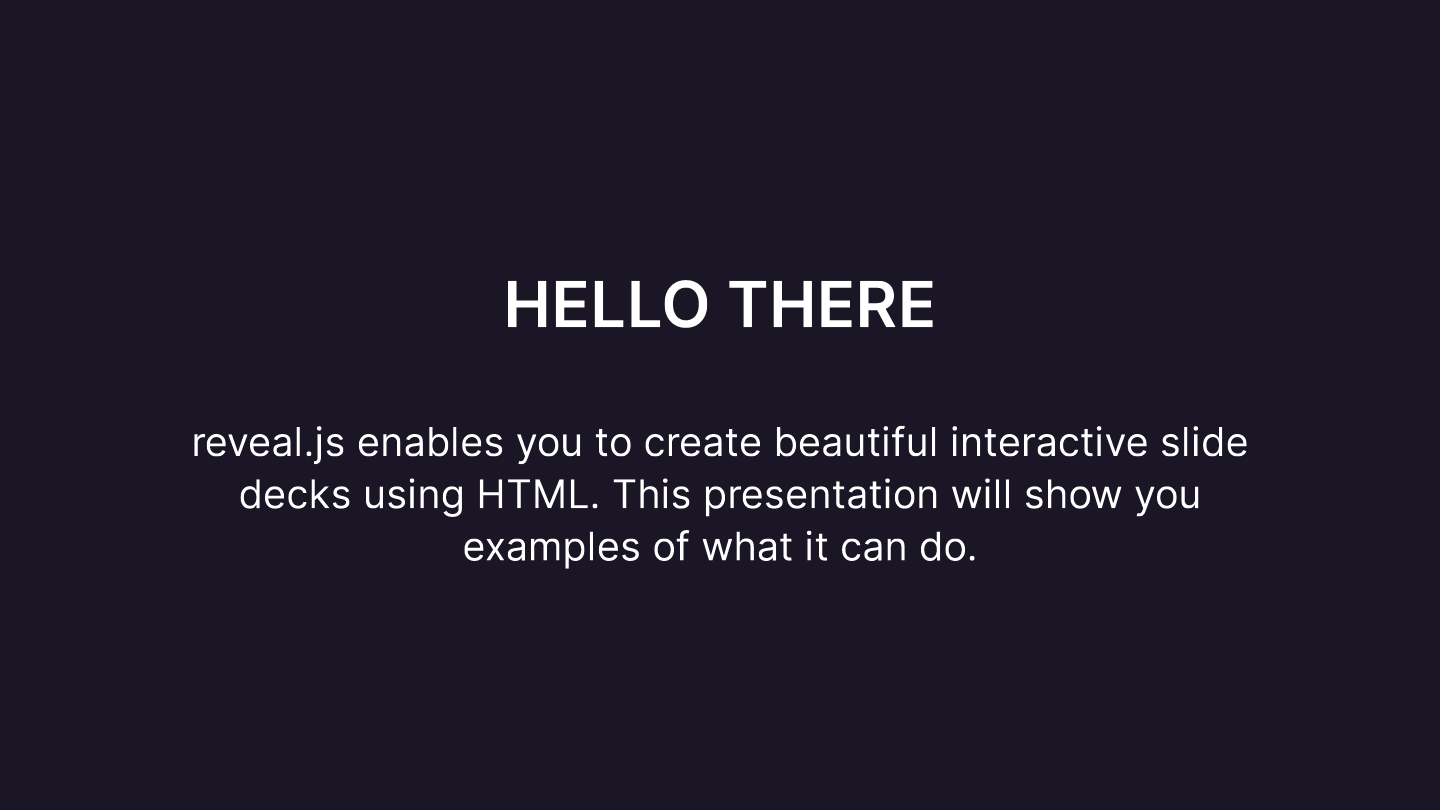 HELLO THERE
reveal.js enables you to create beautiful interactive slide
decks using HTML. This presentation will show you
examples of what it can do.